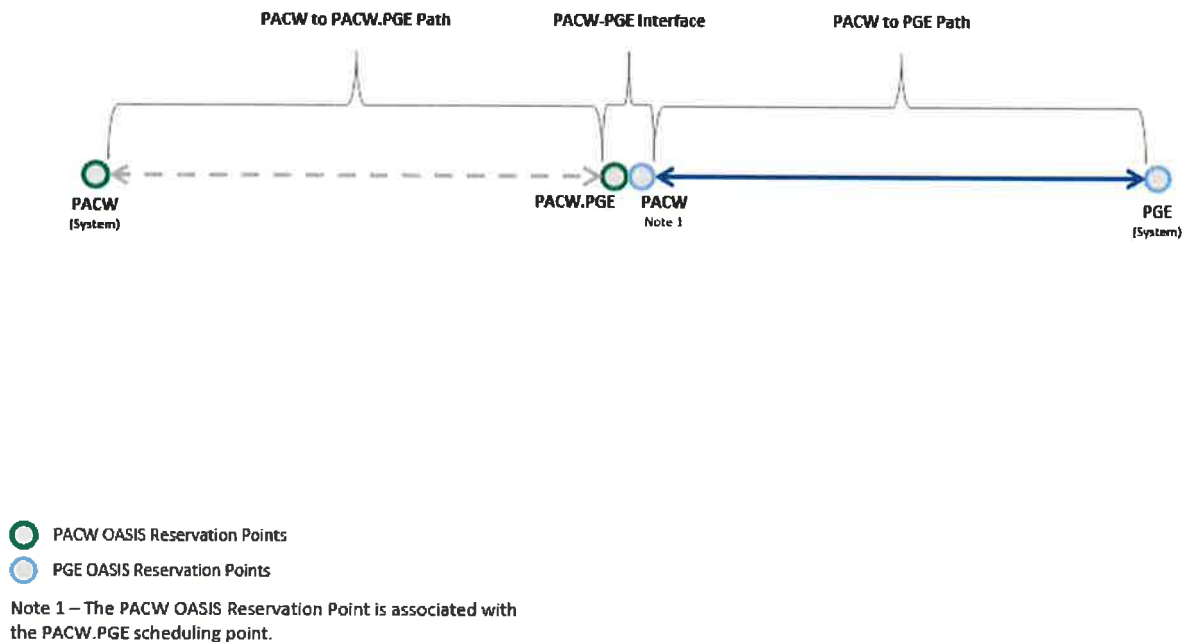 PACW to PACW.PGE Path
PACW-PGE Interface
PACW to PGE Path
PACW
(System)
PACW.PGE
PACW
Note 1
PGE
(System)
PACW OASIS Reservation Points
PGE OASIS Reservation Points
Note 1 – The PACW OASIS Reservation Point is associated with
the PACW.PGE scheduling point.